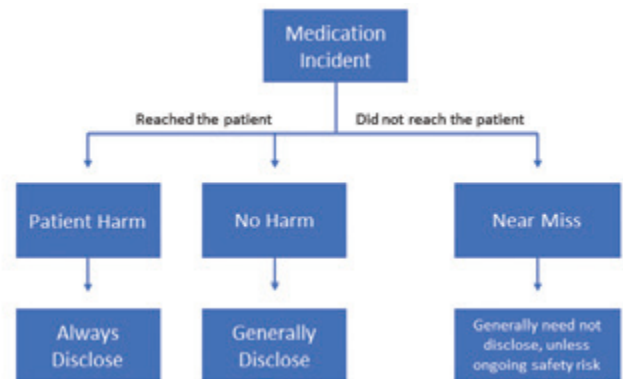 Medication
Incident
Reached the patient
Did not reach the patient
Patient Harm
No Harm
Near Miss
Always
Disclose
Generally
Disclose
Generally need not
disclose, unless
ongoing safety risk